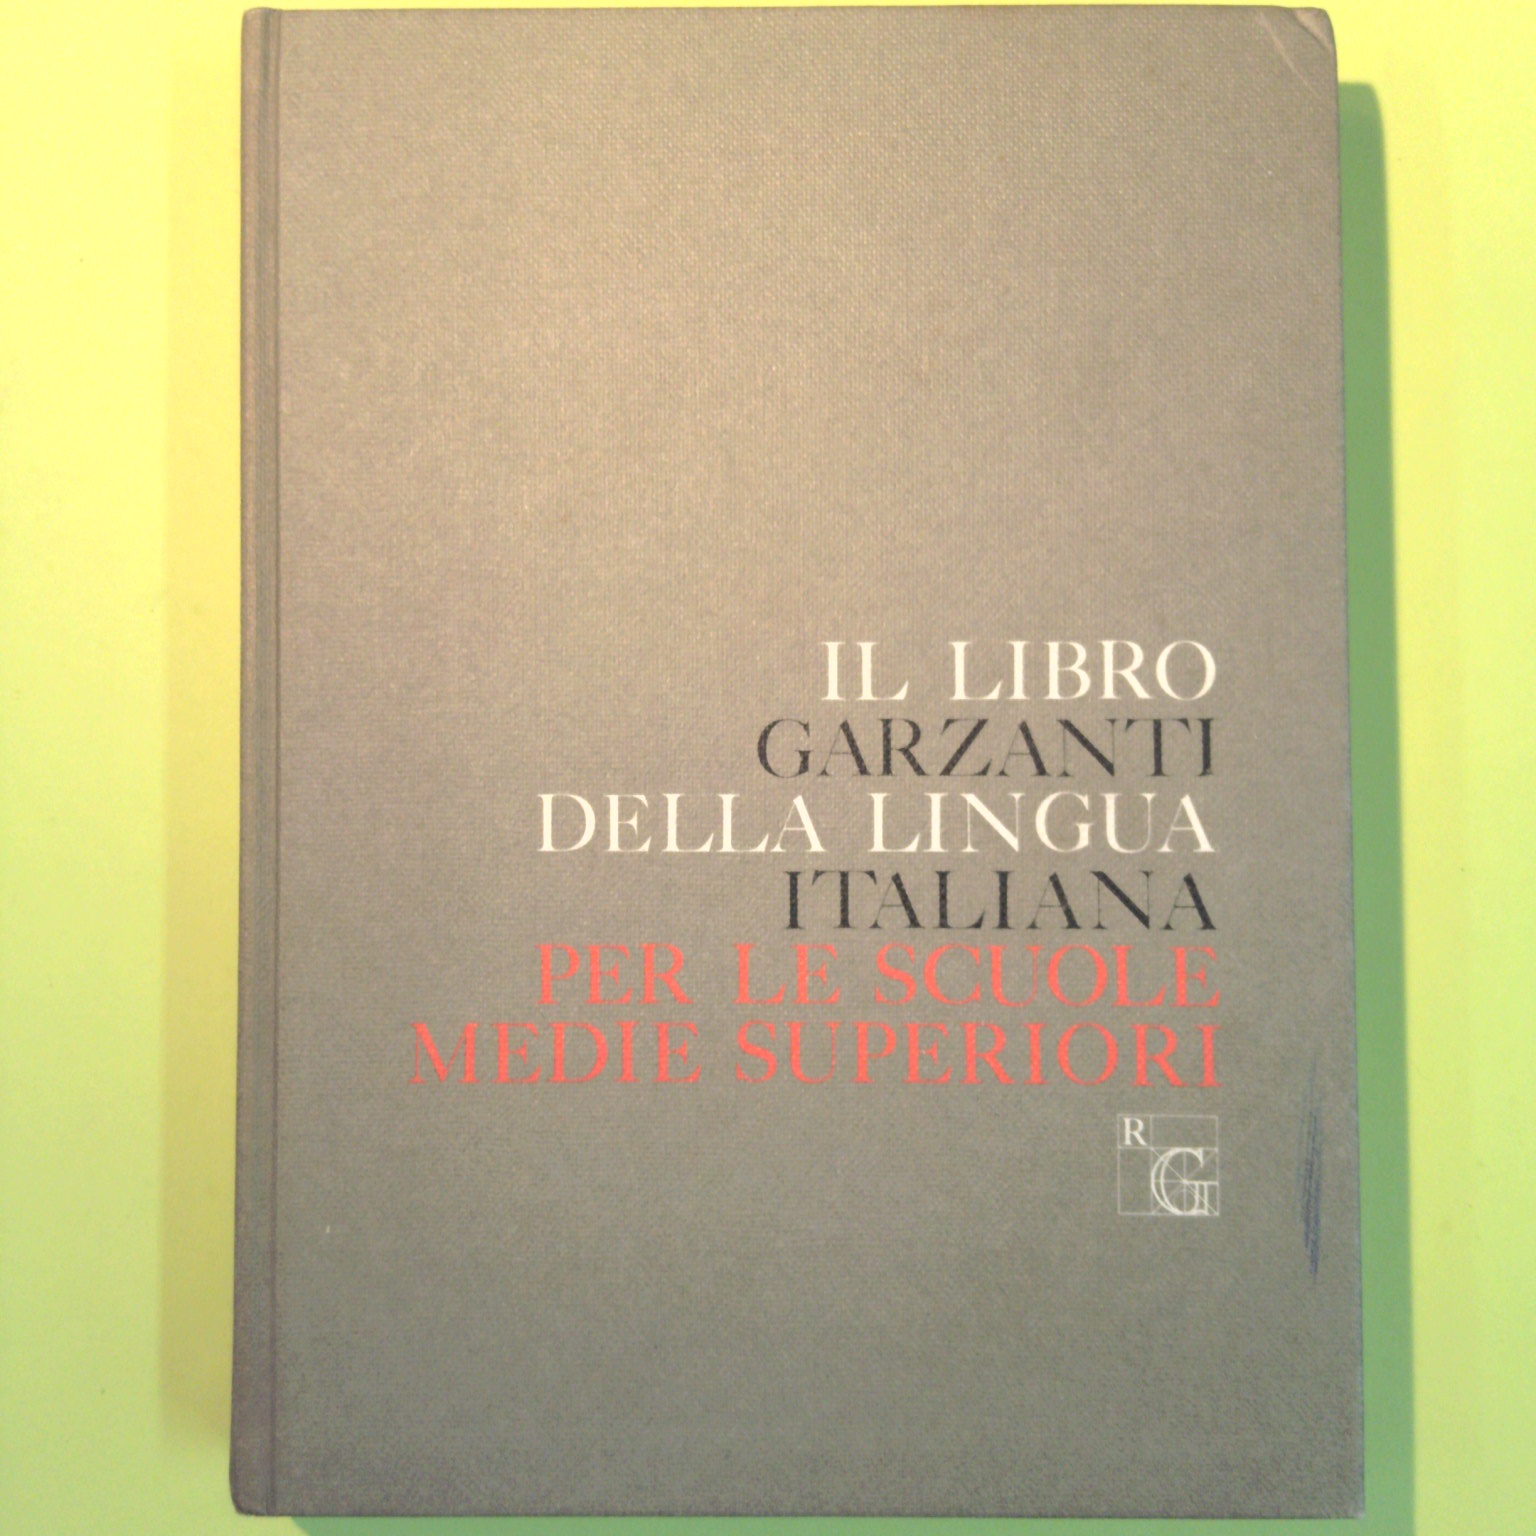 IL LIBRO
GARZANTI
DELLA LINGUA
ITALIANA
PER LE SCUOLE
MEDIE SUPERIORI
R
G